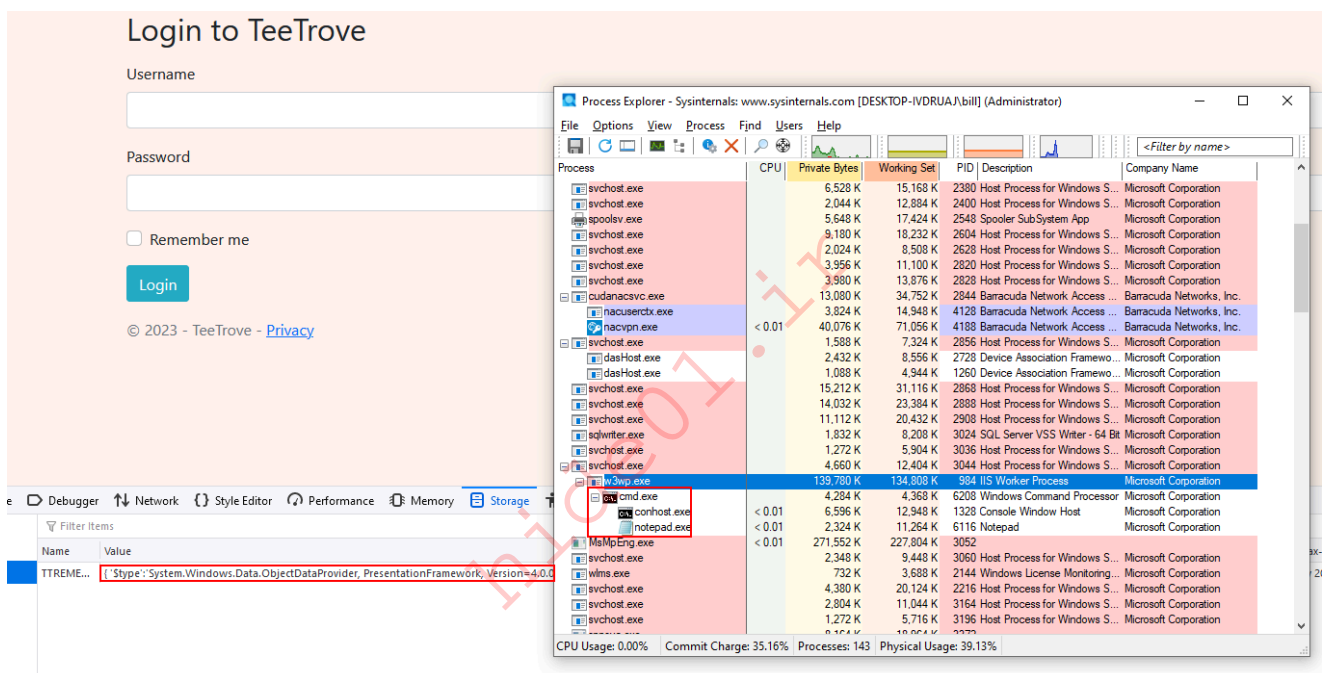 Login to TeeTrove
Username
Password
Remember me
Login
© 2023 - TeeTrove - Privacy
e Debugger Network {} Style Editor Performance Memory Storage
Filter Items
Name Value
TTREME... { '$type':'System.Windows.Data.ObjectDataProvider, PresentationFramework, Version=4.0.0
Process Explorer - Sysinternals: www.sysinternals.com [DESKTOP-IVDRUAJ\bill] (Administrator)
File Options View Process Find Users Help
<Filter by name>
Process CPU Private Bytes Working Set PID Description Company Name
svchost.exe 6,528 K 15,168 K 2380 Host Process for Windows S... Microsoft Corporation
svchost.exe 2,044 K 12,884 K 2400 Host Process for Windows S... Microsoft Corporation
spoolsv.exe 5,648 K 17,424 K 2548 Spooler SubSystem App Microsoft Corporation
svchost.exe 9,180 K 18,232 K 2604 Host Process for Windows S... Microsoft Corporation
svchost.exe 2,024 K 8,508 K 2628 Host Process for Windows S... Microsoft Corporation
svchost.exe 3,956 K 11,100 K 2820 Host Process for Windows S... Microsoft Corporation
svchost.exe 3,980 K 13,876 K 2828 Host Process for Windows S... Microsoft Corporation
cudanacsvc.exe 13,080 K 34,752 K 2844 Barracuda Network Access ... Barracuda Networks, Inc.
nacuserctx.exe 3,824 K 14,948 K 4128 Barracuda Network Access ... Barracuda Networks, Inc.
nacvpn.exe < 0.01 40,076 K 71,056 K 4188 Barracuda Network Access ... Barracuda Networks, Inc.
svchost.exe 1,588 K 7,324 K 2856 Host Process for Windows S... Microsoft Corporation
dasHost.exe 2,432 K 8,556 K 2728 Device Association Framewo... Microsoft Corporation
dasHost.exe 1,088 K 4,944 K 1260 Device Association Framewo... Microsoft Corporation
svchost.exe 15,212 K 31,116 K 2868 Host Process for Windows S... Microsoft Corporation
svchost.exe 14,032 K 23,384 K 2888 Host Process for Windows S... Microsoft Corporation
svchost.exe 11,112 K 20,432 K 2908 Host Process for Windows S... Microsoft Corporation
sqlwriter.exe 1,832 K 8,208 K 3024 SQL Server VSS Writer - 64 Bit Microsoft Corporation
svchost.exe 1,272 K 5,904 K 3036 Host Process for Windows S... Microsoft Corporation
svchost.exe 4,660 K 12,404 K 3044 Host Process for Windows S... Microsoft Corporation
w3wp.exe 139,780 K 134,808 K 984 IIS Worker Process Microsoft Corporation
cmd.exe 4,284 K 4,368 K 6208 Windows Command Processor Microsoft Corporation
conhost.exe < 0.01 6,596 K 12,948 K 1328 Console Window Host Microsoft Corporation
notepad.exe < 0.01 2,324 K 11,264 K 6116 Notepad Microsoft Corporation
MsMpEng.exe < 0.01 271,552 K 227,804 K 3052
svchost.exe 2,348 K 9,448 K 3060 Host Process for Windows S... Microsoft Corporation
wlms.exe 732 K 3,688 K 2144 Windows License Monitoring... Microsoft Corporation
svchost.exe 4,380 K 20,124 K 2216 Host Process for Windows S... Microsoft Corporation
svchost.exe 2,804 K 11,044 K 3164 Host Process for Windows S... Microsoft Corporation
svchost.exe 1,272 K 5,716 K 3196 Host Process for Windows S... Microsoft Corporation
CPU Usage: 0.00% Commit Charge: 35.16% Processes: 143 Physical Usage: 39.13%
hide01.ir